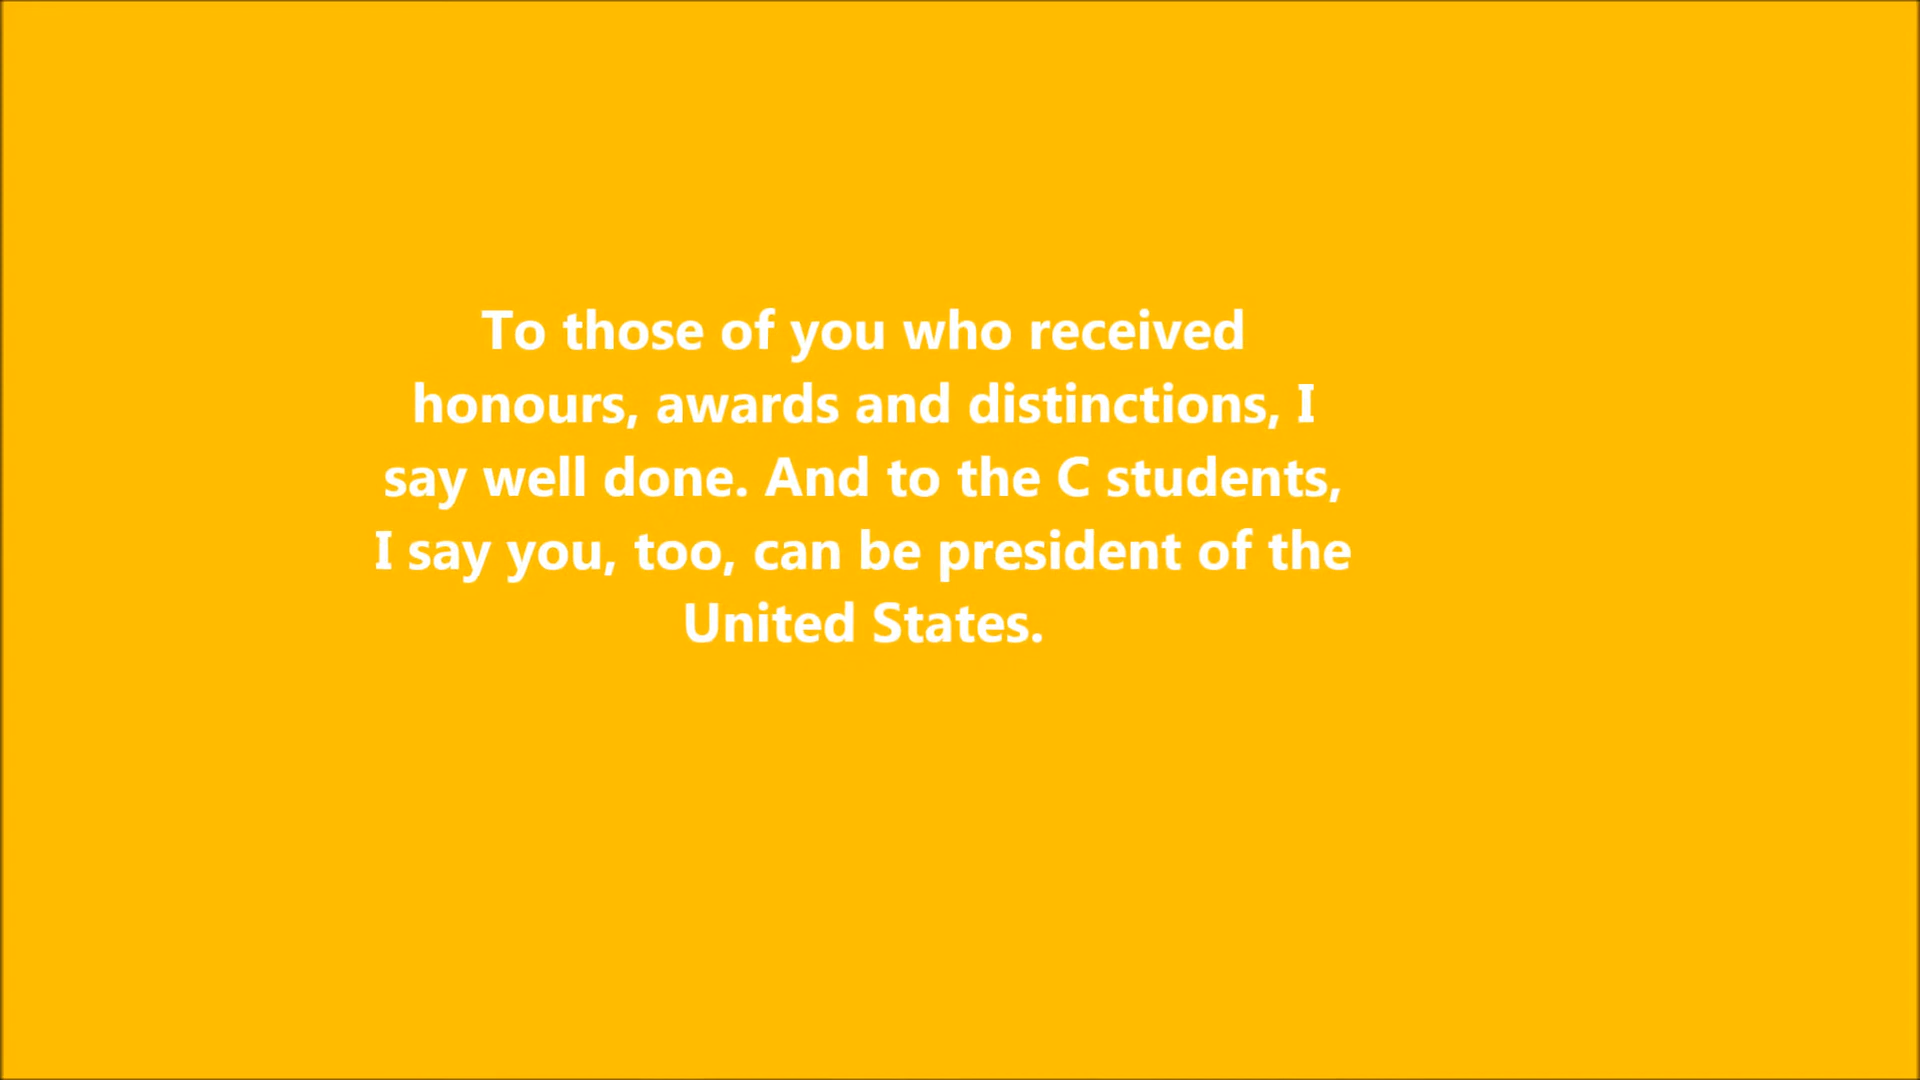 To those of you who received
honours, awards and distinctions, I
say well done. And to the C students,
I say you, too, can be president of the
United States.